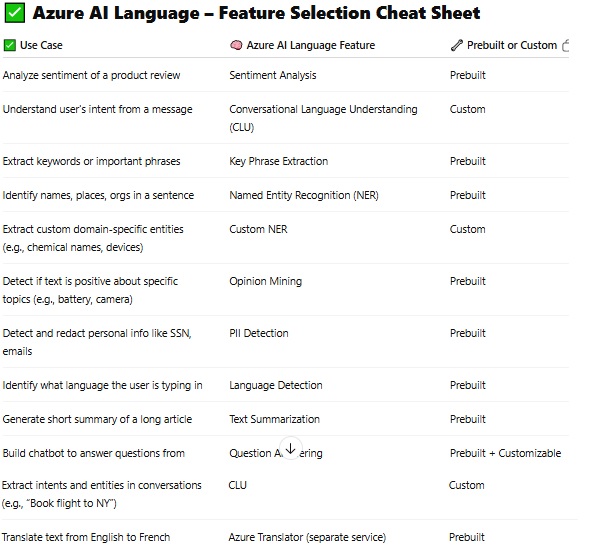 ✅ Azure AI Language – Feature Selection Cheat Sheet
✅ Use Case 🧠 Azure AI Language Feature 🦴 Prebuilt or Custom
Analyze sentiment of a product review Sentiment Analysis Prebuilt
Understand user's intent from a message Conversational Language Understanding Custom
(CLU)
Extract keywords or important phrases Key Phrase Extraction Prebuilt
Identify names, places, orgs in a sentence Named Entity Recognition (NER) Prebuilt
Extract custom domain-specific entities Custom NER Custom
(e.g., chemical names, devices)
Detect if text is positive about specific Opinion Mining Prebuilt
topics (e.g., battery, camera)
Detect and redact personal info like SSN, PII Detection Prebuilt
emails
Identify what language the user is typing in Language Detection Prebuilt
Generate short summary of a long article Text Summarization Prebuilt
Build chatbot to answer questions from Question Prebuilt + Customizable
Extract intents and entities in conversations CLU Custom
(e.g., "Book flight to NY")
Translate text from English to French Azure Translator (separate service) Prebuilt